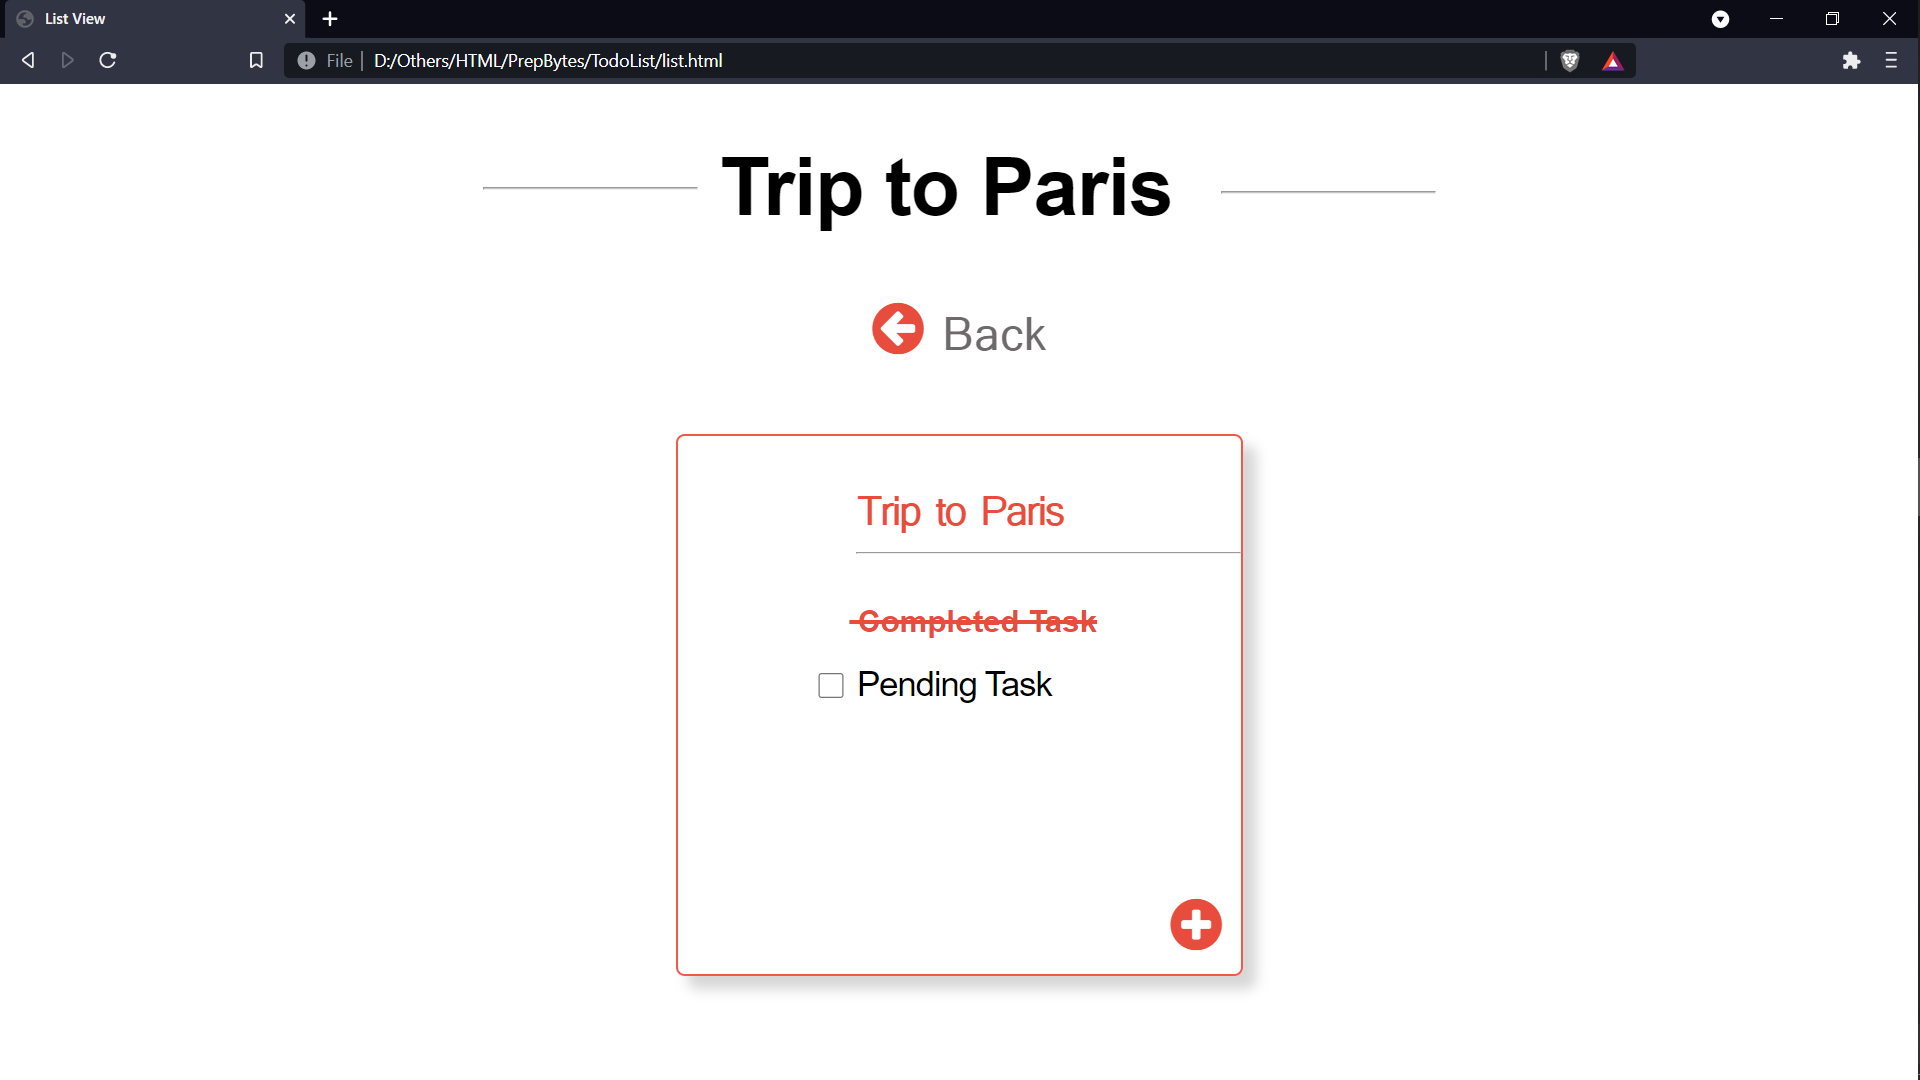 List View
File D:/Others/HTML/PrepBytes/TodoList/list.html
Trip to Paris
Back
Trip to Paris
Completed Task
Pending Task